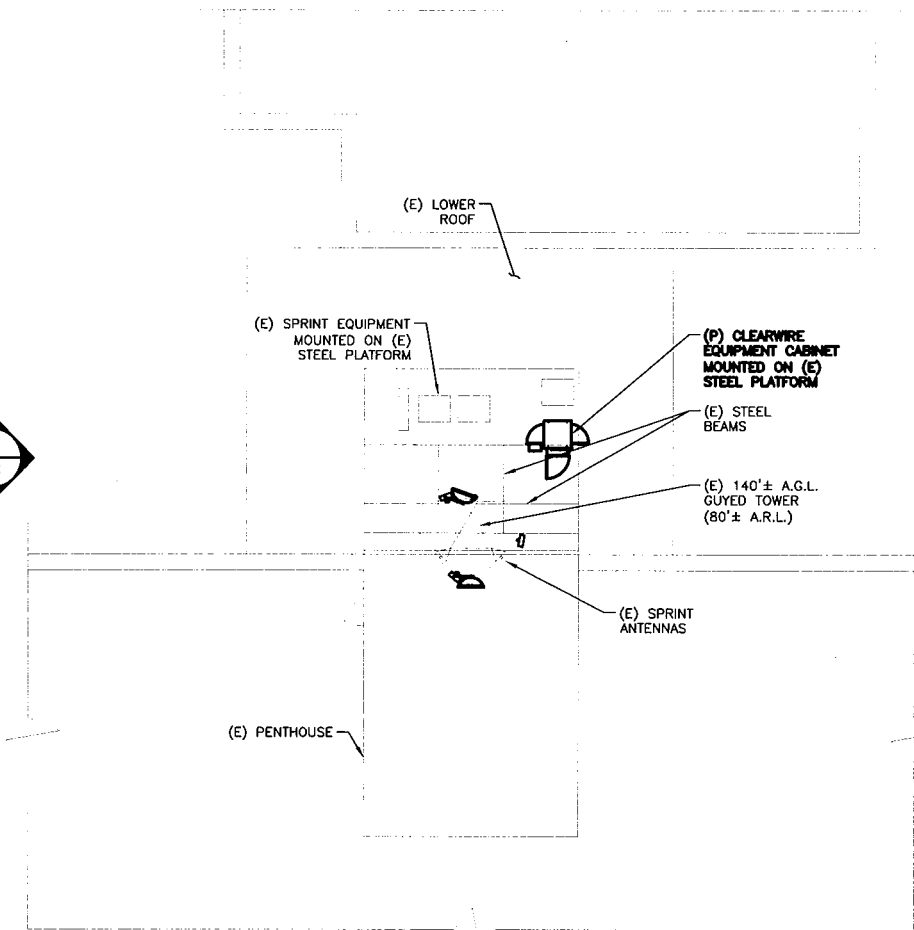 (E) LOWER
ROOF
(E) SPRINT EQUIPMENT
MOUNTED ON (E)
STEEL PLATFORM
(P) CLEARWIRE
EQUIPMENT CABINET
MOUNTED ON (E)
STEEL PLATFORM
(E) STEEL
BEAMS
(E) 140'± A.G.L.
GUYED TOWER
(80'± A.R.L.)
(E) SPRINT
ANTENNAS
(E) PENTHOUSE